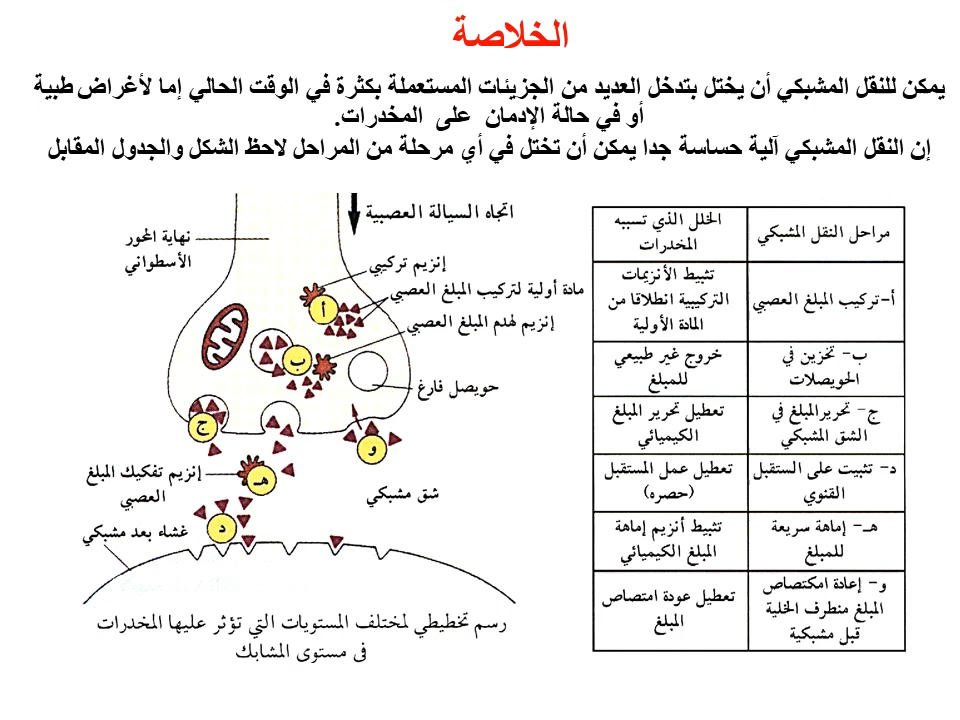 الخلاصة
يمكن للنقل المشبكي أن يختل بتدخل العديد من الجزيئات المستعملة بكثرة في الوقت الحالي إما لأغراض طبية
أو في حالة الإدمان على المخدرات.
إن النقل المشبكي آلية حساسة جدا يمكن أن تختل في أي مرحلة من المراحل لاحظ الشكل والجدول المقابل
مراحل النقل المشبكي
الخلل الذي تسببه
المخدرات
أ-تركيب المبلغ العصبي
تثبيط الأنزيمات
التركيبية انطلاقا من
المادة الأولية
ب- تخزين في
الحويصلات
خروج غير طبيعي
للمبلغ
ج- تحريرالمبلغ في
الشق المشبكي
تعطيل تحرير المبلغ
الكيميائي
د- تثبيت على الستقبل
القنوي
تعطيل عمل المستقبل
(حصره)
هـ- إماهة سريعة
للمبلغ
تثبيط أنزيم إماهة
المبلغ الكيميائي
و- إعادة امكتصاص
المبلغ منطرف الخلية
قبل مشبكية
تعطيل عودة امتصاص
المبلغ
اتجاه السيالة العصبية
نهاية المحور
الأسطواني
إنزيم تركيبي
مادة أولية لتركيب المبلغ العصبي
إنزيم لهدم المبلغ العصبي
أ
ب
حويصل فارغ
ج
و
إنزيم تفكيك المبلغ
العصبي
هـ
شق مشبكي
د
غشاء بعد مشبكي
رسم تخطيطي لمختلف المستويات التي تؤثر عليها المخدرات
في مستوى المشابك